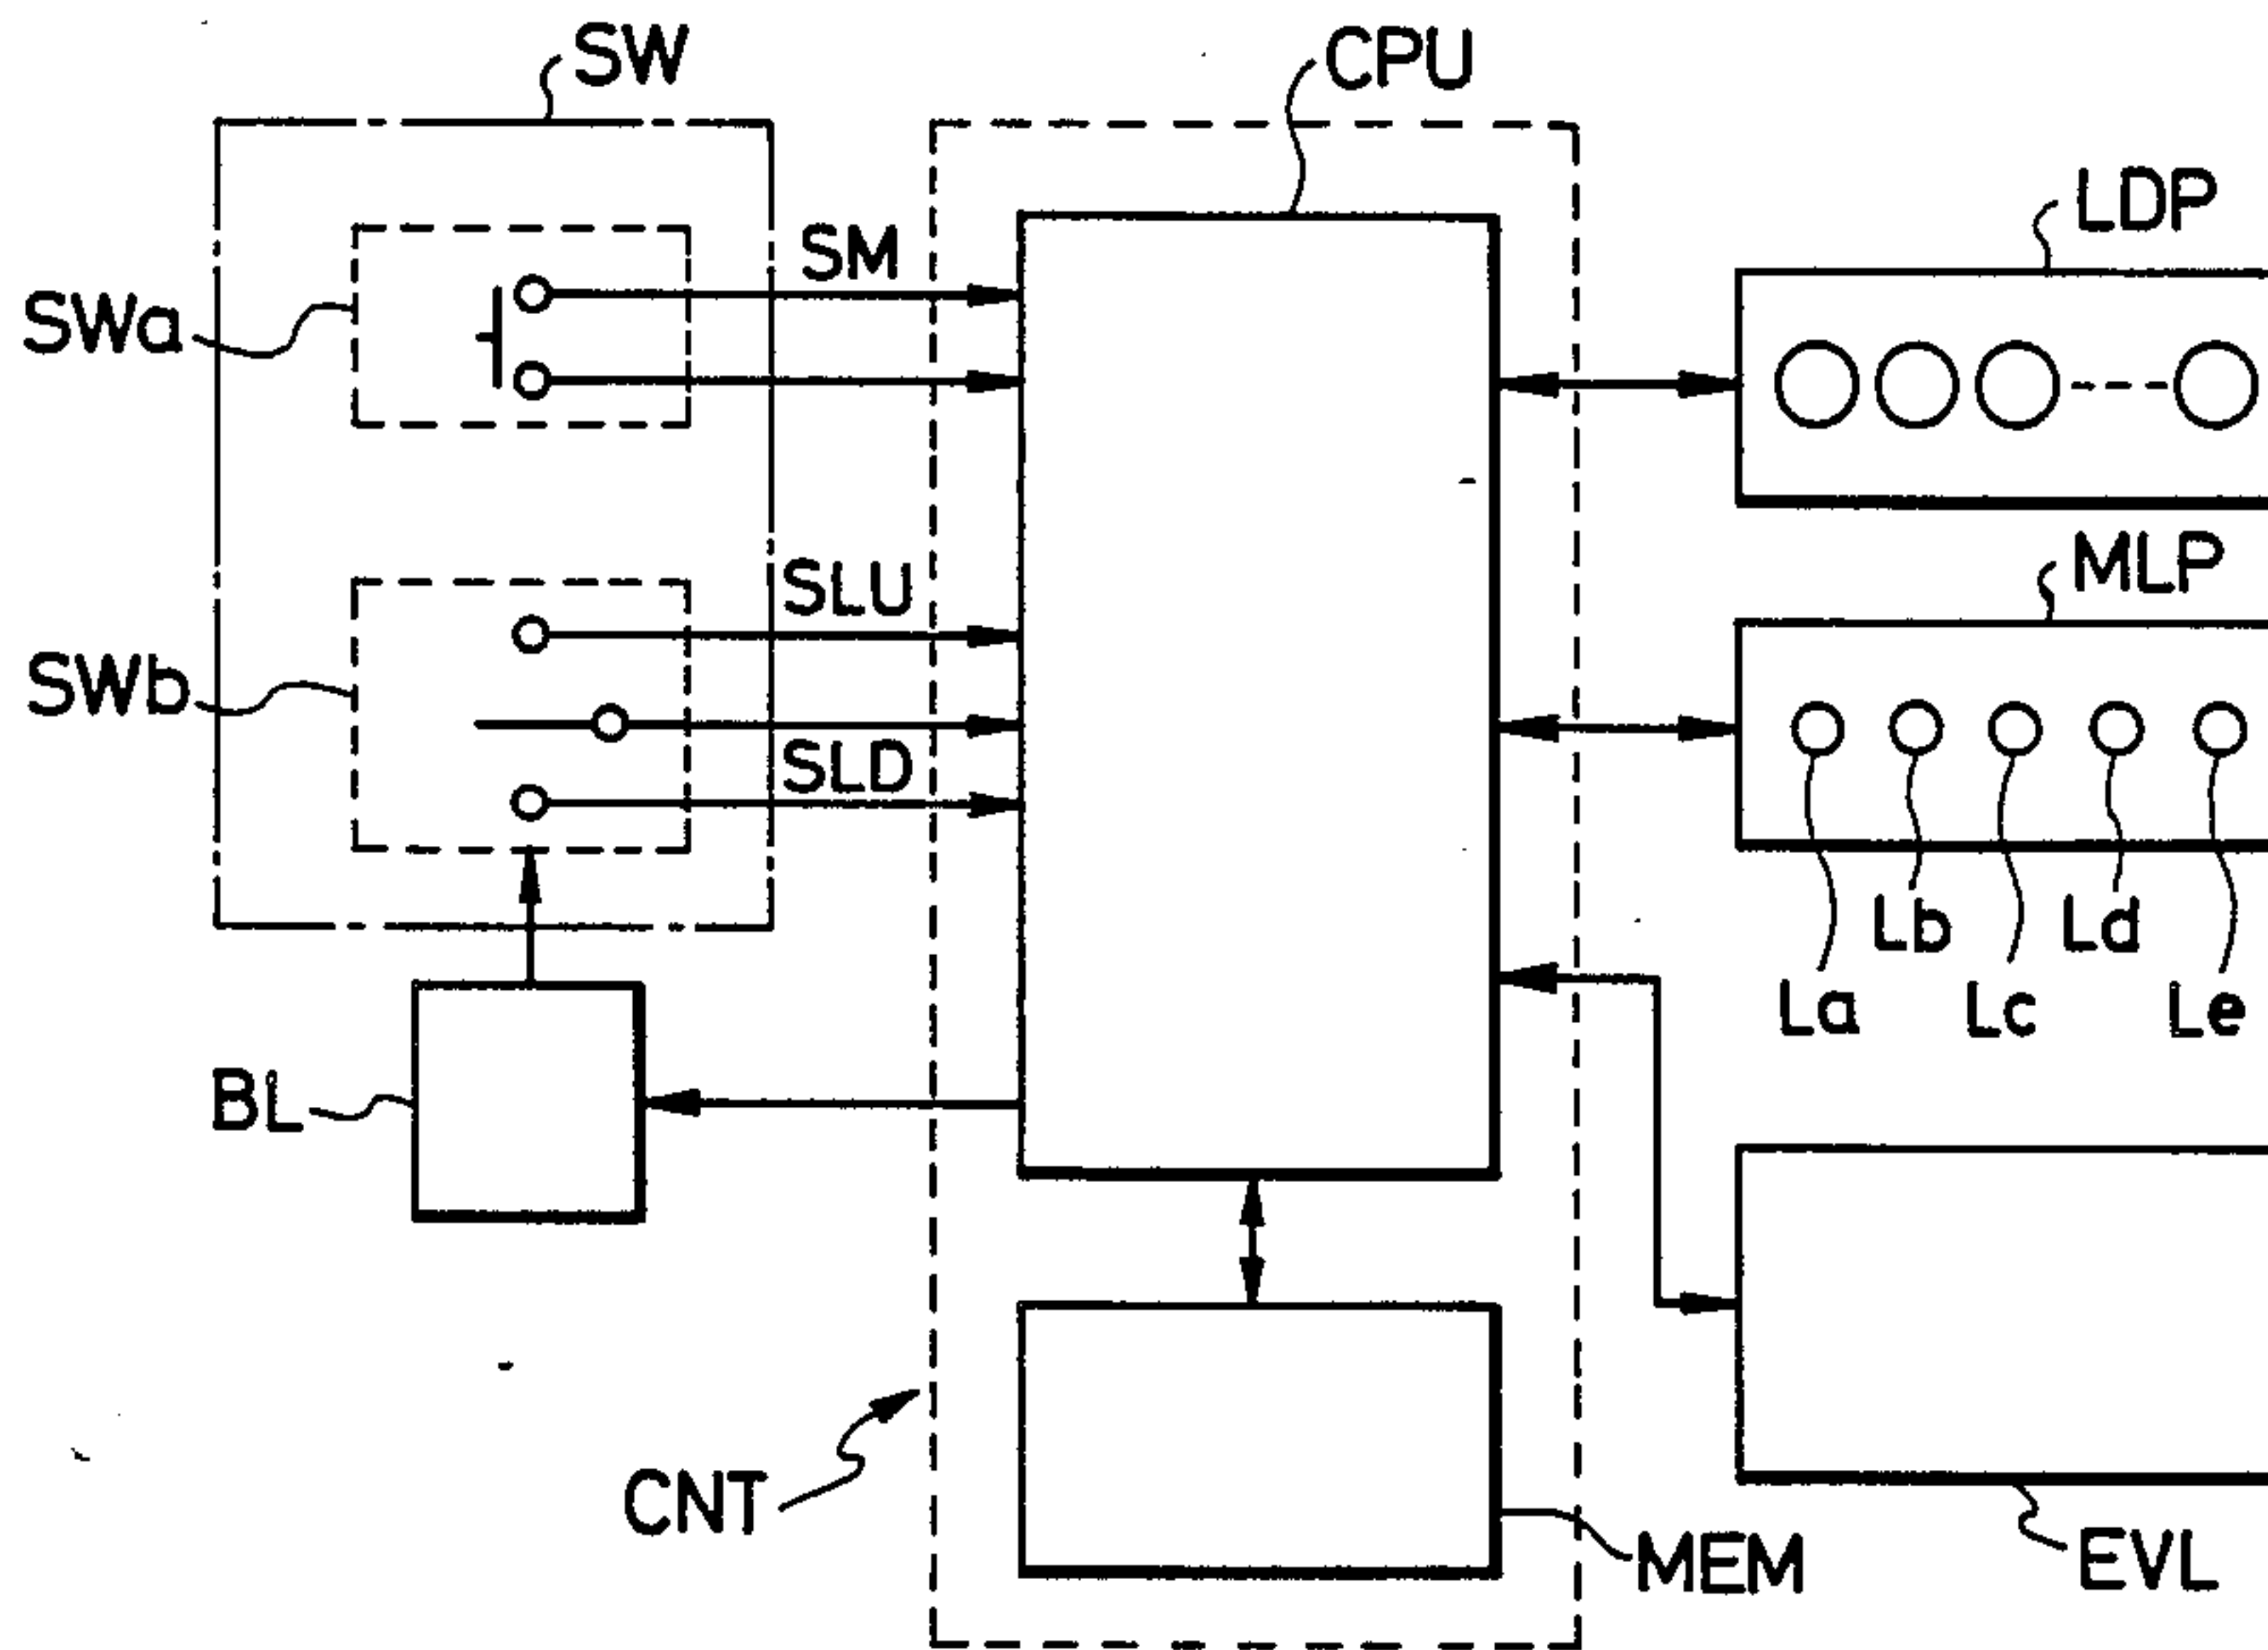 SW
CPU
LDP
SM
SWa
SLU
MLP
SWb
SLD
Lb
Ld
La
Lc
Le
BL
CNT
MEM
EVL